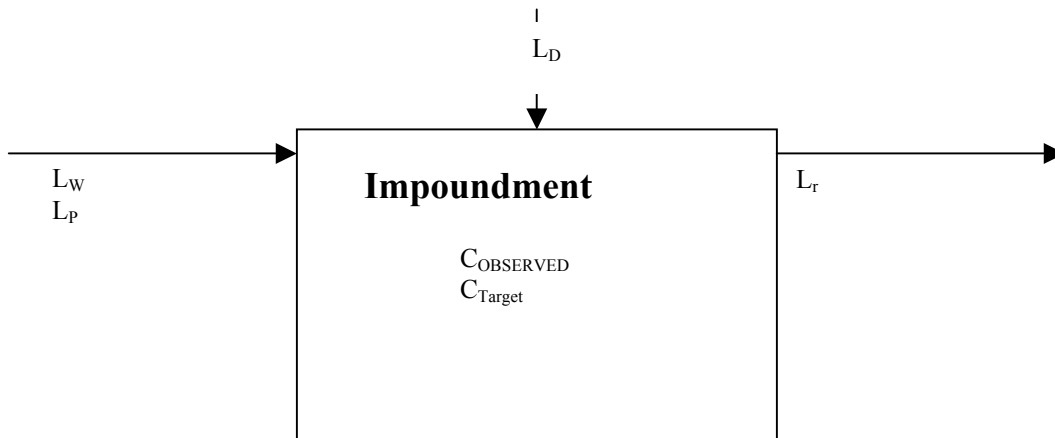 L_D
L_W
L_P
Impoundment
L_r
C_OBSERVED
C_Target